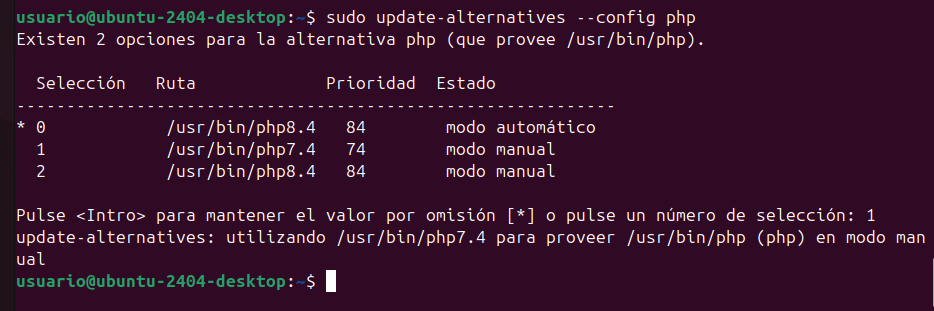 usuario@ubuntu-2404-desktop:~$ sudo update-alternatives --config php
Existen 2 opciones para la alternativa php (que provee /usr/bin/php).
  Selección   Ruta             Prioridad  Estado
------------------------------------------------------------
* 0            /usr/bin/php8.4   84        modo automático
  1            /usr/bin/php7.4   74        modo manual
  2            /usr/bin/php8.4   84        modo manual
Pulse <Intro> para mantener el valor por omisión [*] o pulse un número de selección: 1
update-alternatives: utilizando /usr/bin/php7.4 para proveer /usr/bin/php (php) en modo man
ual
usuario@ubuntu-2404-desktop:~$